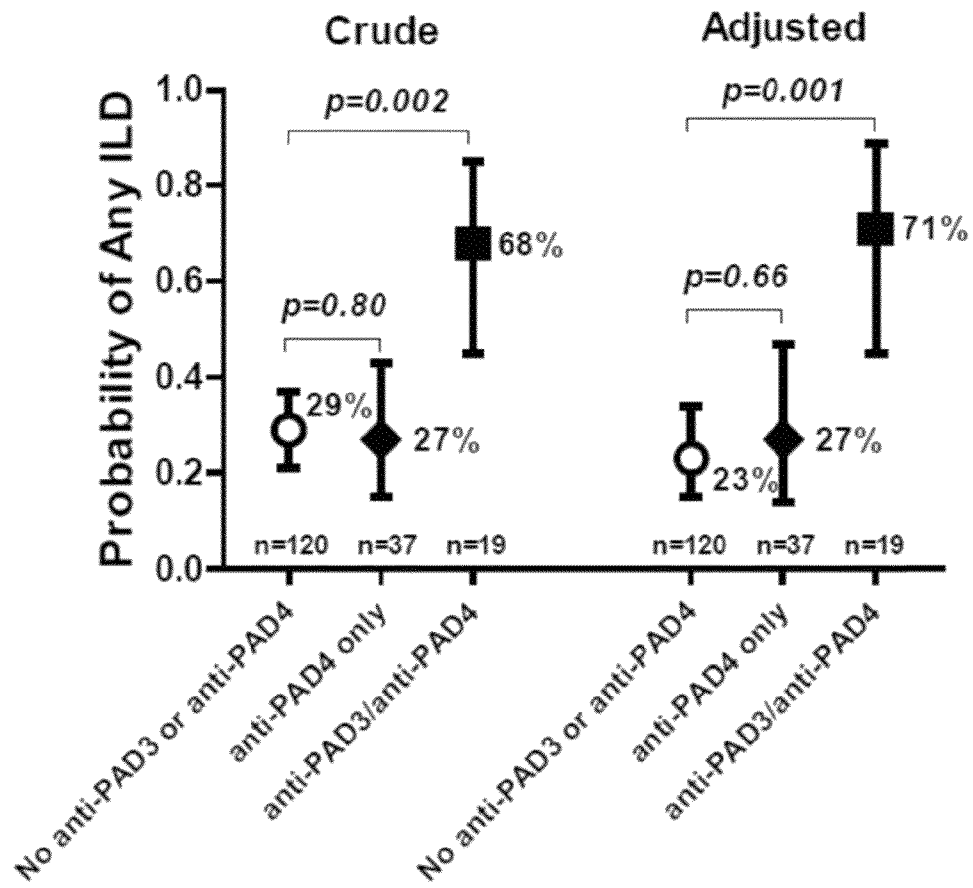 Crude
Adjusted
Probability of Any ILD
1.0
0.8
0.6
0.4
0.2
0.0
p=0.002
p=0.001
68%
71%
p=0.80
p=0.66
29%
27%
23%
27%
n=120 n=37 n=19
n=120 n=37 n=19
No anti-PAD3 or anti-PAD4
anti-PAD4 only
anti-PAD3/anti-PAD4
No anti-PAD3 or anti-PAD4
anti-PAD4 only
anti-PAD3/anti-PAD4